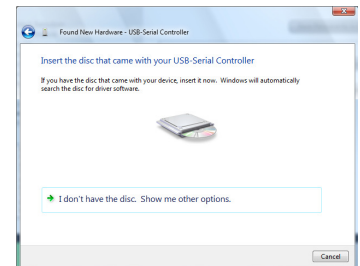 Found New Hardware - USB-Serial Controller
Insert the disc that came with your USB-Serial Controller
If you have the disc that came with your device, insert it now. Windows will automatically
search the disc for driver software.
I don't have the disc. Show me other options.
Cancel